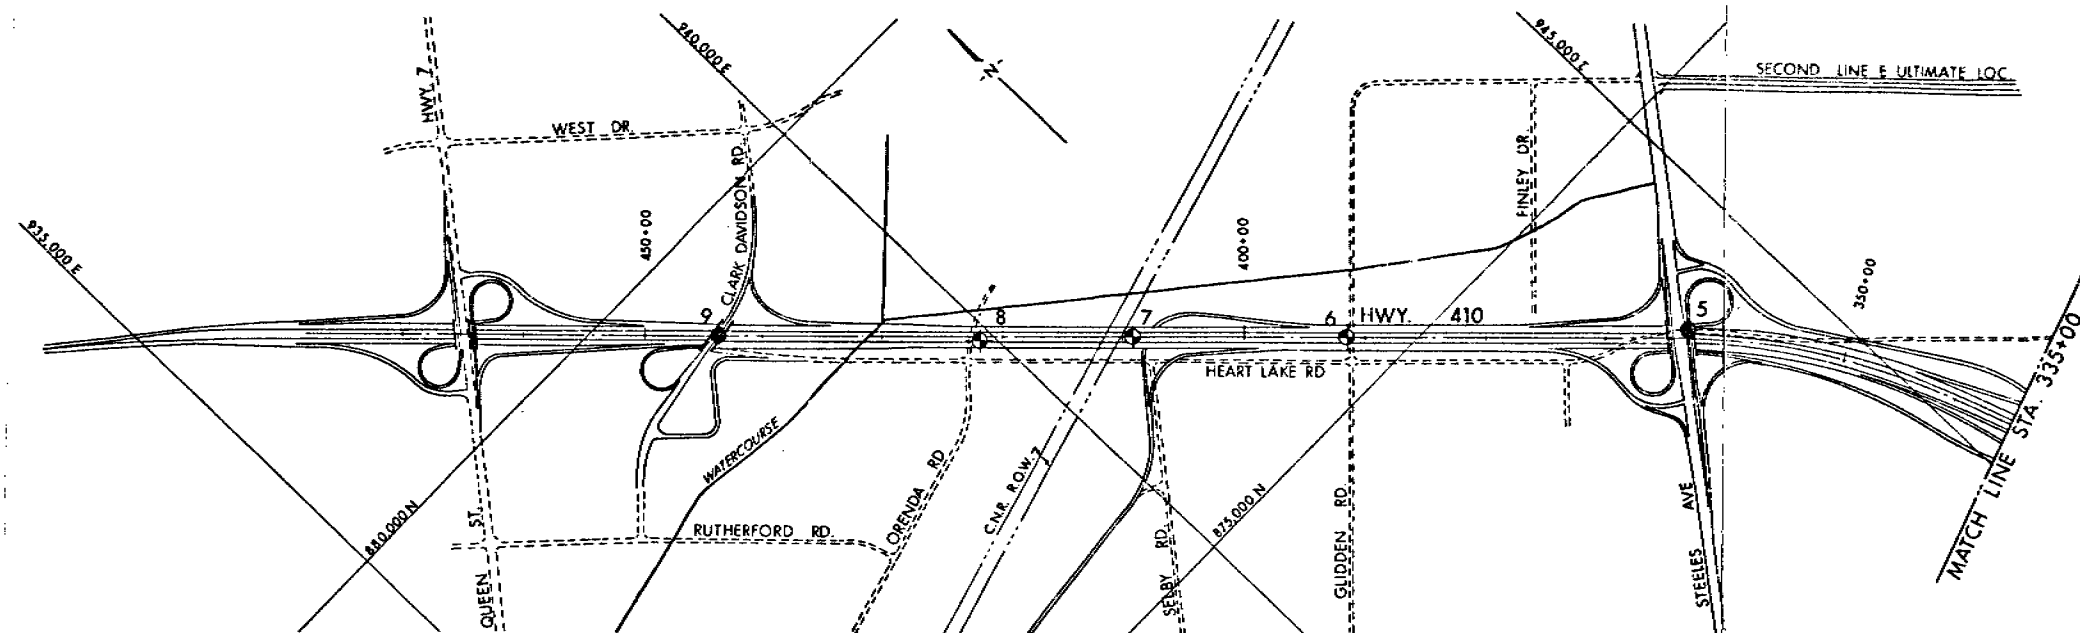 HWY. 7
WEST DR.
940,000 E
N
945,000 E
SECOND LINE E ULTIMATE LOC.
935,000 E
450+00
CLARK DAVIDSON RD.
400+00
FINLEY DR.
350+00
9
8
7
6
HWY. 410
5
HEART LAKE RD
MATCH LINE STA. 335+00
WATERCOURSE
880,000 N
QUEEN ST.
RUTHERFORD RD.
ORENDA RD
C.N.R. R.O.W.
SELBY RD.
875,000 N
GLIDDEN RD.
STEELES AVE